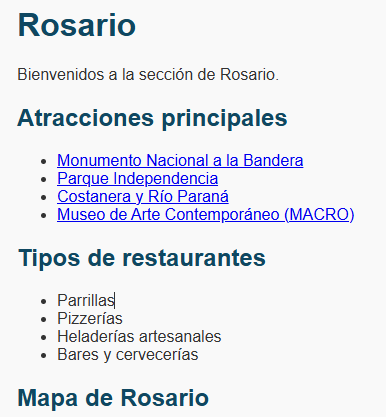 Rosario
Bienvenidos a la sección de Rosario.
Atracciones principales
Monumento Nacional a la Bandera
Parque Independencia
Costanera y Río Paraná
Museo de Arte Contemporáneo (MACRO)
Tipos de restaurantes
Parrillas
Pizzerías
Heladerías artesanales
Bares y cervecerías
Mapa de Rosario